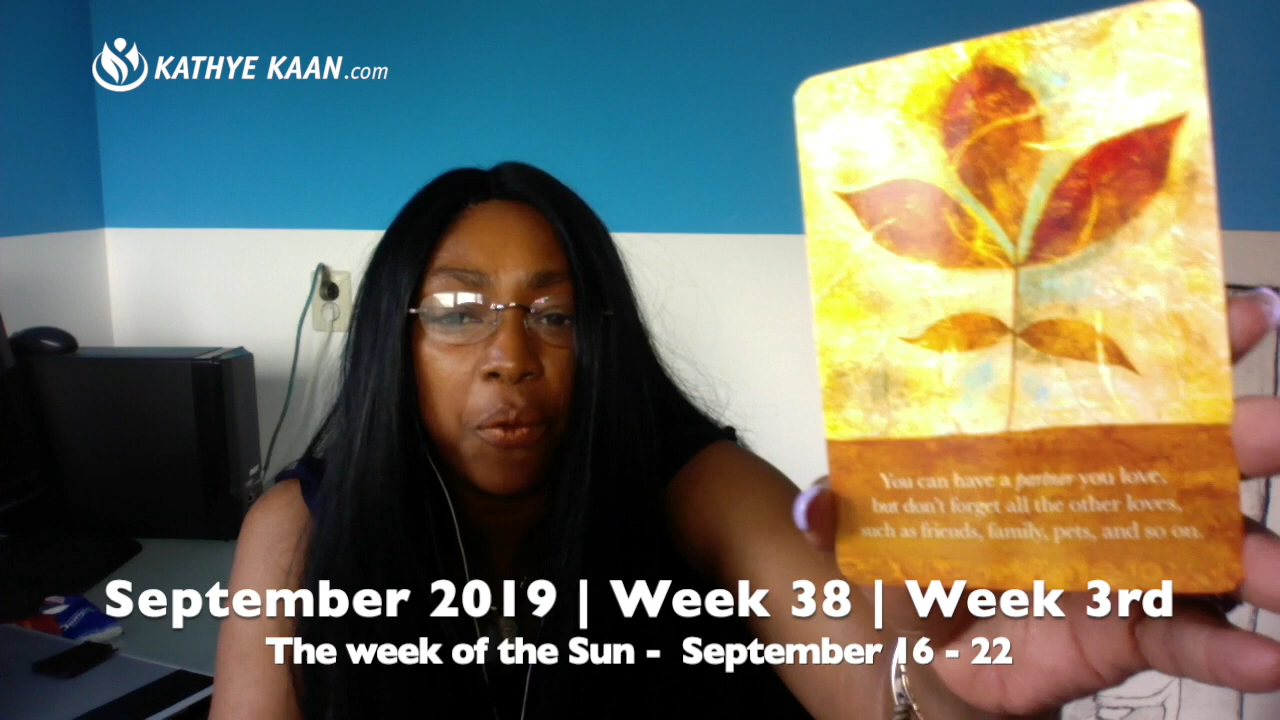 KATHYE KAAN.com
You can have a partner you love,
but don't forget all the other loves,
such as friends, family, pets, and so on.
September 2019 | Week 38 | Week 3rd
The week of the Sun - September 16 - 22